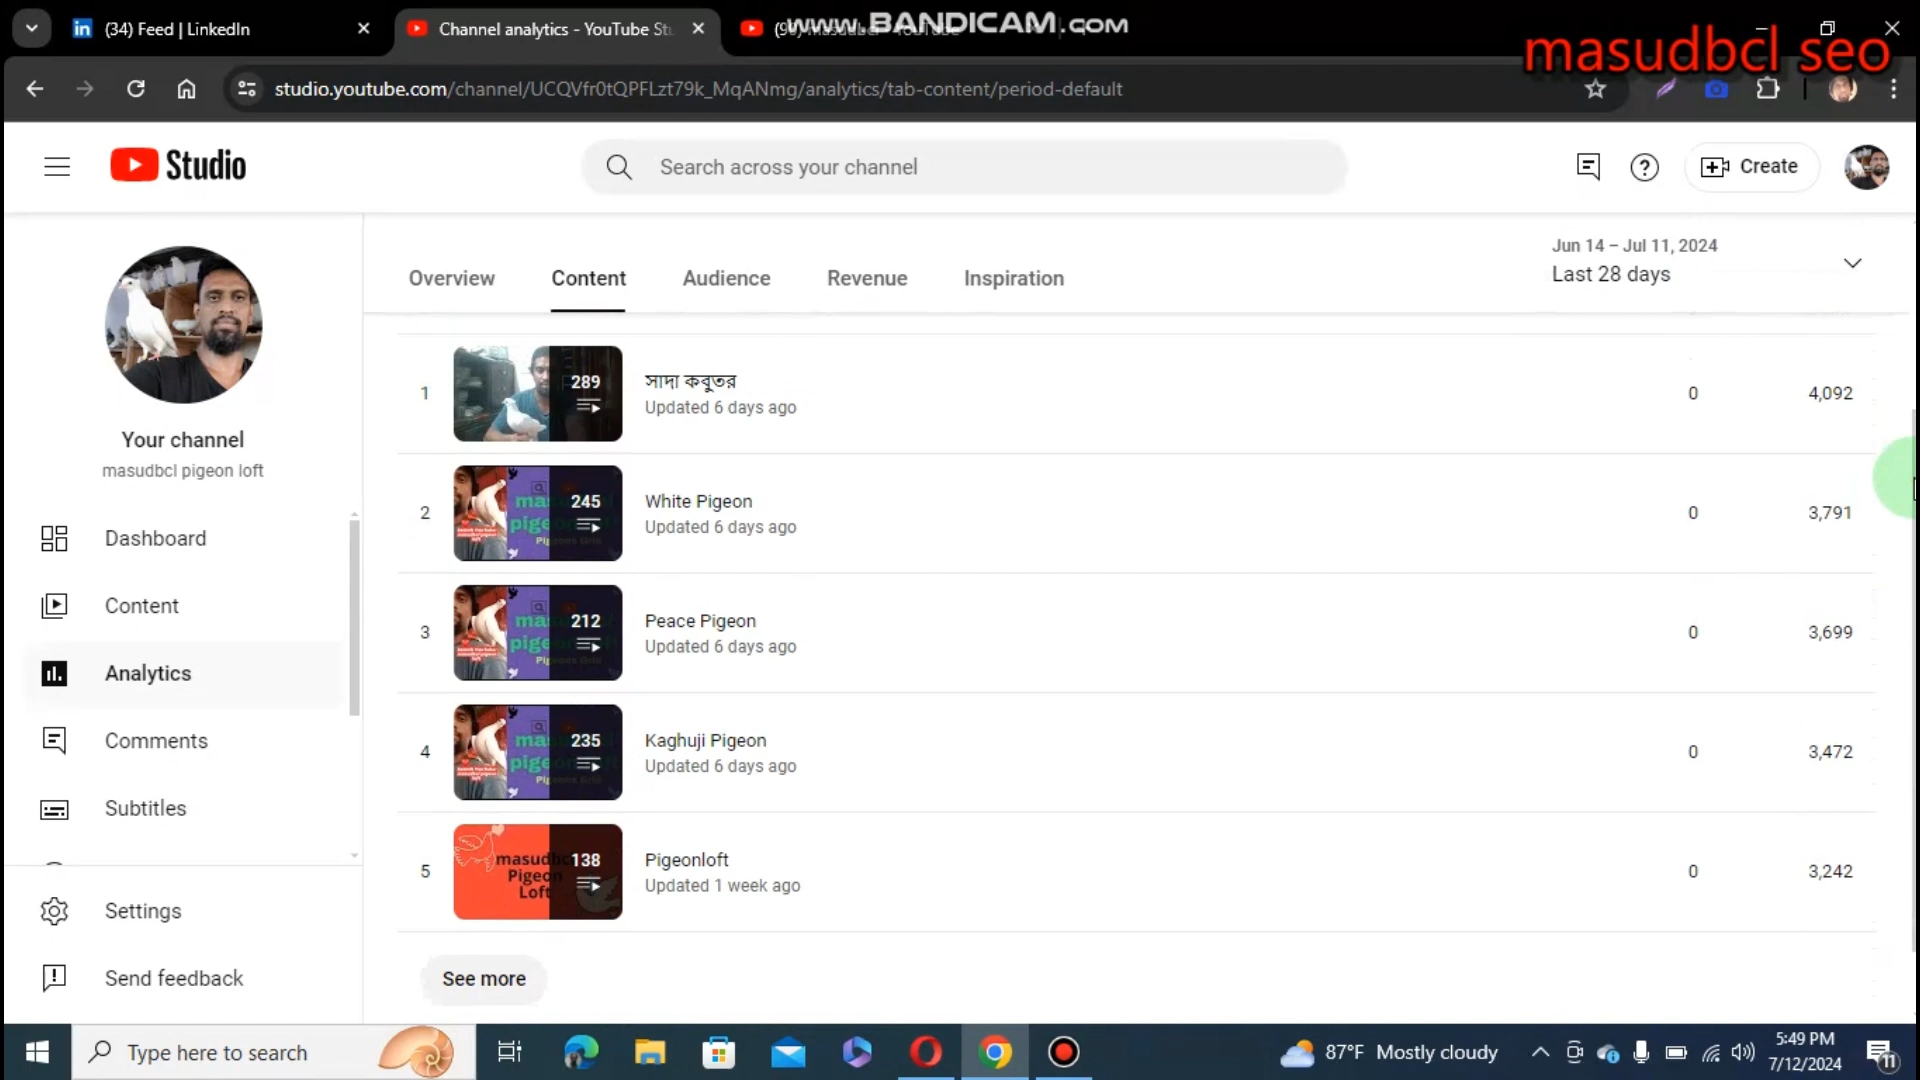 (34) Feed | LinkedIn
Channel analytics - YouTube Stu
WWW.BANDICAM.COM
masudbcl seo
studio.youtube.com/channel/UCQVfr0tQPFLzt79k_MqANmg/analytics/tab-content/period-default
Studio
Search across your channel
Create
Your channel
masudbcl pigeon loft
Dashboard
Content
Analytics
Comments
Subtitles
Settings
Send feedback
Overview
Content
Audience
Revenue
Inspiration
Jun 14 – Jul 11, 2024
Last 28 days
1
289
সাদা কবুতর
Updated 6 days ago
0
4,092
2
245
White Pigeon
Updated 6 days ago
0
3,791
3
212
Peace Pigeon
Updated 6 days ago
0
3,699
4
235
Kaghuji Pigeon
Updated 6 days ago
0
3,472
5
masudbcl
138
Pigeon
Loft
Pigeonloft
Updated 1 week ago
0
3,242
See more
Type here to search
87°F Mostly cloudy
5:49 PM
7/12/2024
11